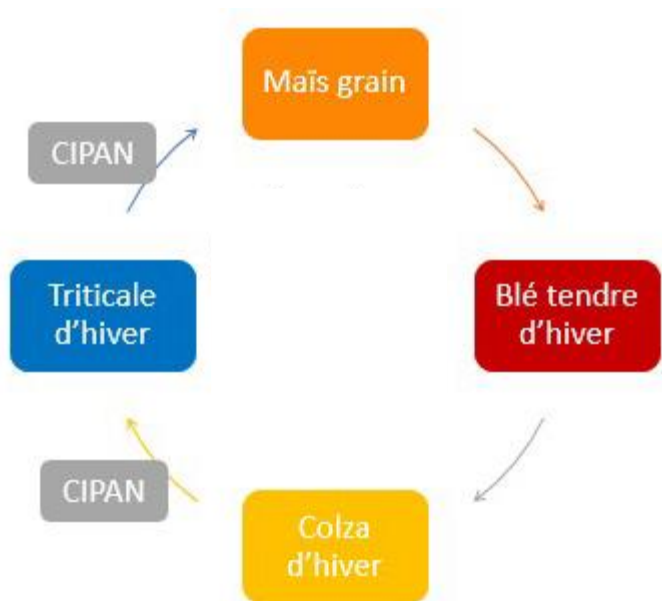 Maïs grain
CIPAN
Triticale
d’hiver
Blé tendre
d’hiver
CIPAN
Colza
d’hiver